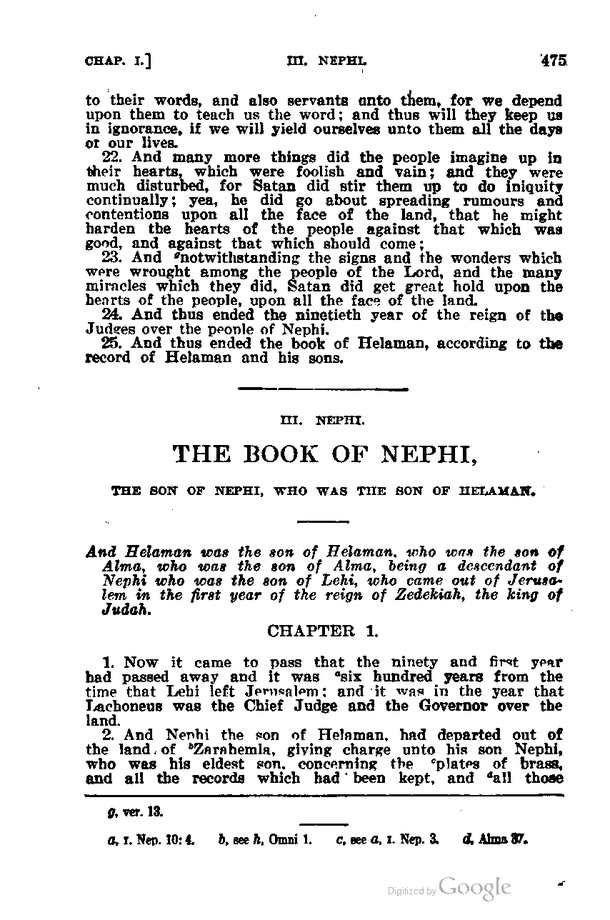 CHAP. I.] III. NEPHI. 475
to their words, and also servants unto them, for we depend
upon them to teach us the word; and thus will they keep us
in ignorance, if we will yield ourselves unto them all the days
of our lives.
22. And many more things did the people imagine up in
their hearts, which were foolish and vain; and they were
much disturbed, for Satan did stir them up to do iniquity
continually; yea, he did go about spreading rumours and
contentions upon all the face of the land, that he might
harden the hearts of the people against that which was
good, and against that which should come;
23. And gnotwithstanding the signs and the wonders which
were wrought among the people of the Lord, and the many
miracles which they did, Satan did get great hold upon the
hearts of the people, upon all the face of the land.
24. And thus ended the ninetieth year of the reign of the
Judges over the people of Nephi.
25. And thus ended the book of Helaman, according to the
record of Helaman and his sons.
III. NEPHI.
THE BOOK OF NEPHI,
THE SON OF NEPHI, WHO WAS THE SON OF HELAMAN.
And Helaman was the son of Helaman, who was the son of
Alma, who was the son of Alma, being a descendant of
Nephi who was the son of Lehi, who came out of Jerusa-
lem in the first year of the reign of Zedekiah, the king of
Judah.
CHAPTER 1.
1. Now it came to pass that the ninety and first year
had passed away and it was asix hundred years from the
time that Lehi left Jerusalem; and it was in the year that
Lachoneus was the Chief Judge and the Governor over the
land.
2. And Nephi the son of Helaman, had departed out of
the land of bZarahemla, giving charge unto his son Nephi,
who was his eldest son, concerning the cplates of brass,
and all the records which had been kept, and dall those
g, ver. 13.
a, I. Nep. 10:4. b, see h, Omni 1. c, see a, I. Nep. 3. d, Alma 37.
Digitized by Google